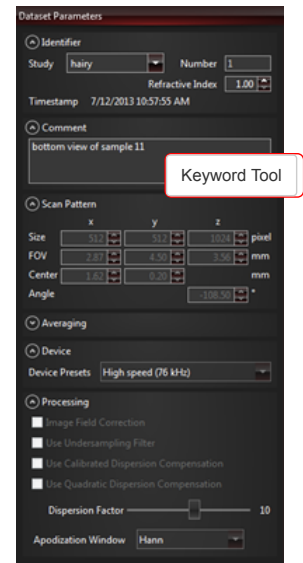 Dataset Parameters
Identifier
Study hairy Number 1
Refractive Index 1.00
Timestamp 7/12/2013 10:57:55 AM
Comment
bottom view of sample 11
Keyword Tool
Scan Pattern
x y z
Size 512 512 1024 pixel
FOV 2.87 4.50 3.56 mm
Center 1.62 0.20 mm
Angle -108.50 °
Averaging
Device
Device Presets High speed (76 kHz)
Processing
Image Field Correction
Use Undersampling Filter
Use Calibrated Dispersion Compensation
Use Quadratic Dispersion Compensation
Dispersion Factor 10
Apodization Window Hann